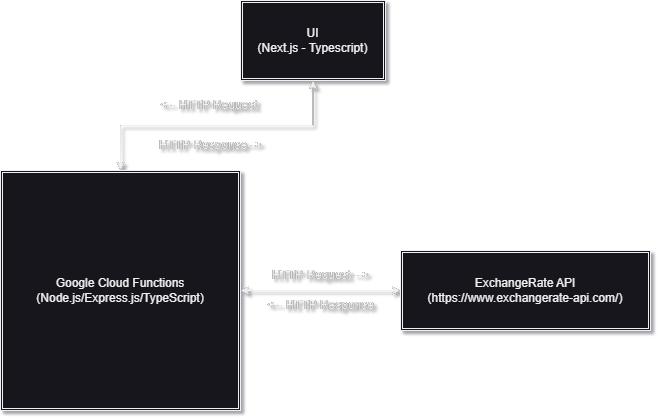 UI
(Next.js - Typescript)
<-- HTTP Request
HTTP Response -->
Google Cloud Functions
(Node.js/Express.js/TypeScript)
HTTP Request -->
<-- HTTP Response
ExchangeRate API
(https://www.exchangerate-api.com/)